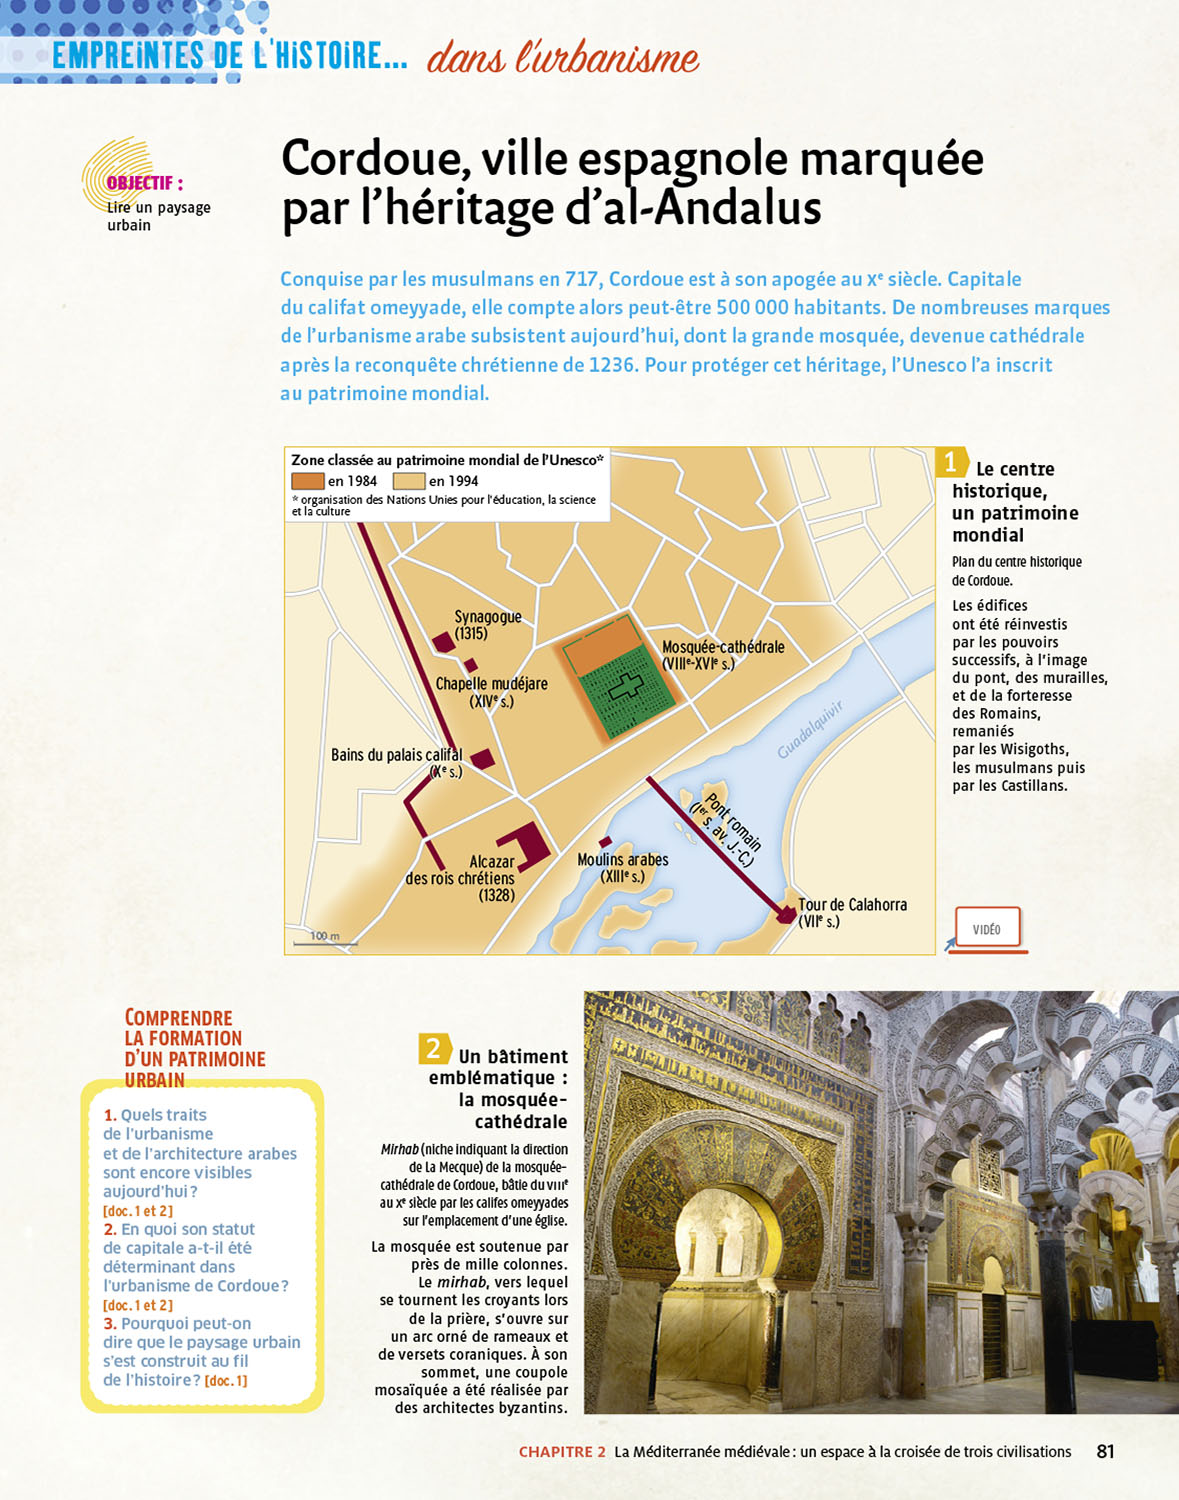 EMPREINTES DE L'HISTOIRE... dans l'urbanisme
OBJECTIF :
Lire un paysage
urbain
Cordoue, ville espagnole marquée
par l'héritage d'al-Andalus
Conquise par les musulmans en 717, Cordoue est à son apogée au Xe siècle. Capitale
du califat omeyyade, elle compte alors peut-être 500 000 habitants. De nombreuses marques
de l'urbanisme arabe subsistent aujourd'hui, dont la grande mosquée, devenue cathédrale
après la reconquête chrétienne de 1236. Pour protéger cet héritage, l'Unesco l'a inscrit
au patrimoine mondial.
Zone classée au patrimoine mondial de l'Unesco*
en 1984 en 1994
* organisation des Nations Unies pour l'éducation, la science
et la culture
Synagogue
(1315)
Chapelle mudéjare
(XIVe s.)
Mosquée-cathédrale
(VIIIe-XVIe s.)
Bains du palais califal
(Xe s.)
Guadalquivir
Pont romain
(Ier s. av. J.-C.)
Alcazar
des rois chrétiens
(1328)
Moulins arabes
(XIIIe s.)
Tour de Calahorra
(VIIe s.)
100 m
1 Le centre
historique,
un patrimoine
mondial
Plan du centre historique
de Cordoue.
Les édifices
ont été réinvestis
par les pouvoirs
successifs, à l'image
du pont, des murailles,
et de la forteresse
des Romains,
remaniés
par les Wisigoths,
les musulmans puis
par les Castillans.
VIDÉO
COMPRENDRE
LA FORMATION
D'UN PATRIMOINE
URBAIN
1. Quels traits
de l'urbanisme
et de l'architecture arabes
sont encore visibles
aujourd'hui ?
[doc. 1 et 2]
2. En quoi son statut
de capitale a-t-il été
déterminant dans
l'urbanisme de Cordoue ?
[doc. 1 et 2]
3. Pourquoi peut-on
dire que le paysage urbain
s'est construit au fil
de l'histoire ? [doc. 1]
2 Un bâtiment
emblématique :
la mosquée-
cathédrale
Mirhab (niche indiquant la direction
de La Mecque) de la mosquée-
cathédrale de Cordoue, bâtie du VIIIe
au Xe siècle par les califes omeyyades
sur l'emplacement d'une église.
La mosquée est soutenue par
près de mille colonnes.
Le mirhab, vers lequel
se tournent les croyants lors
de la prière, s'ouvre sur
un arc orné de rameaux et
de versets coraniques. À son
sommet, une coupole
mosaïquée a été réalisée par
des architectes byzantins.
CHAPITRE 2 La Méditerranée médiévale : un espace à la croisée de trois civilisations 81